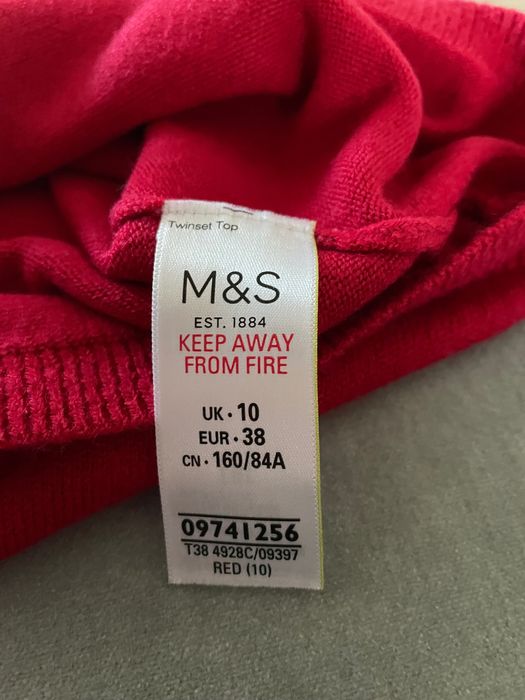 Twinset Top
M&S
EST. 1884
KEEP AWAY
FROM FIRE
UK • 10
EUR • 38
CN • 160/84A
09741256
T38 4928C/09397
RED (10)